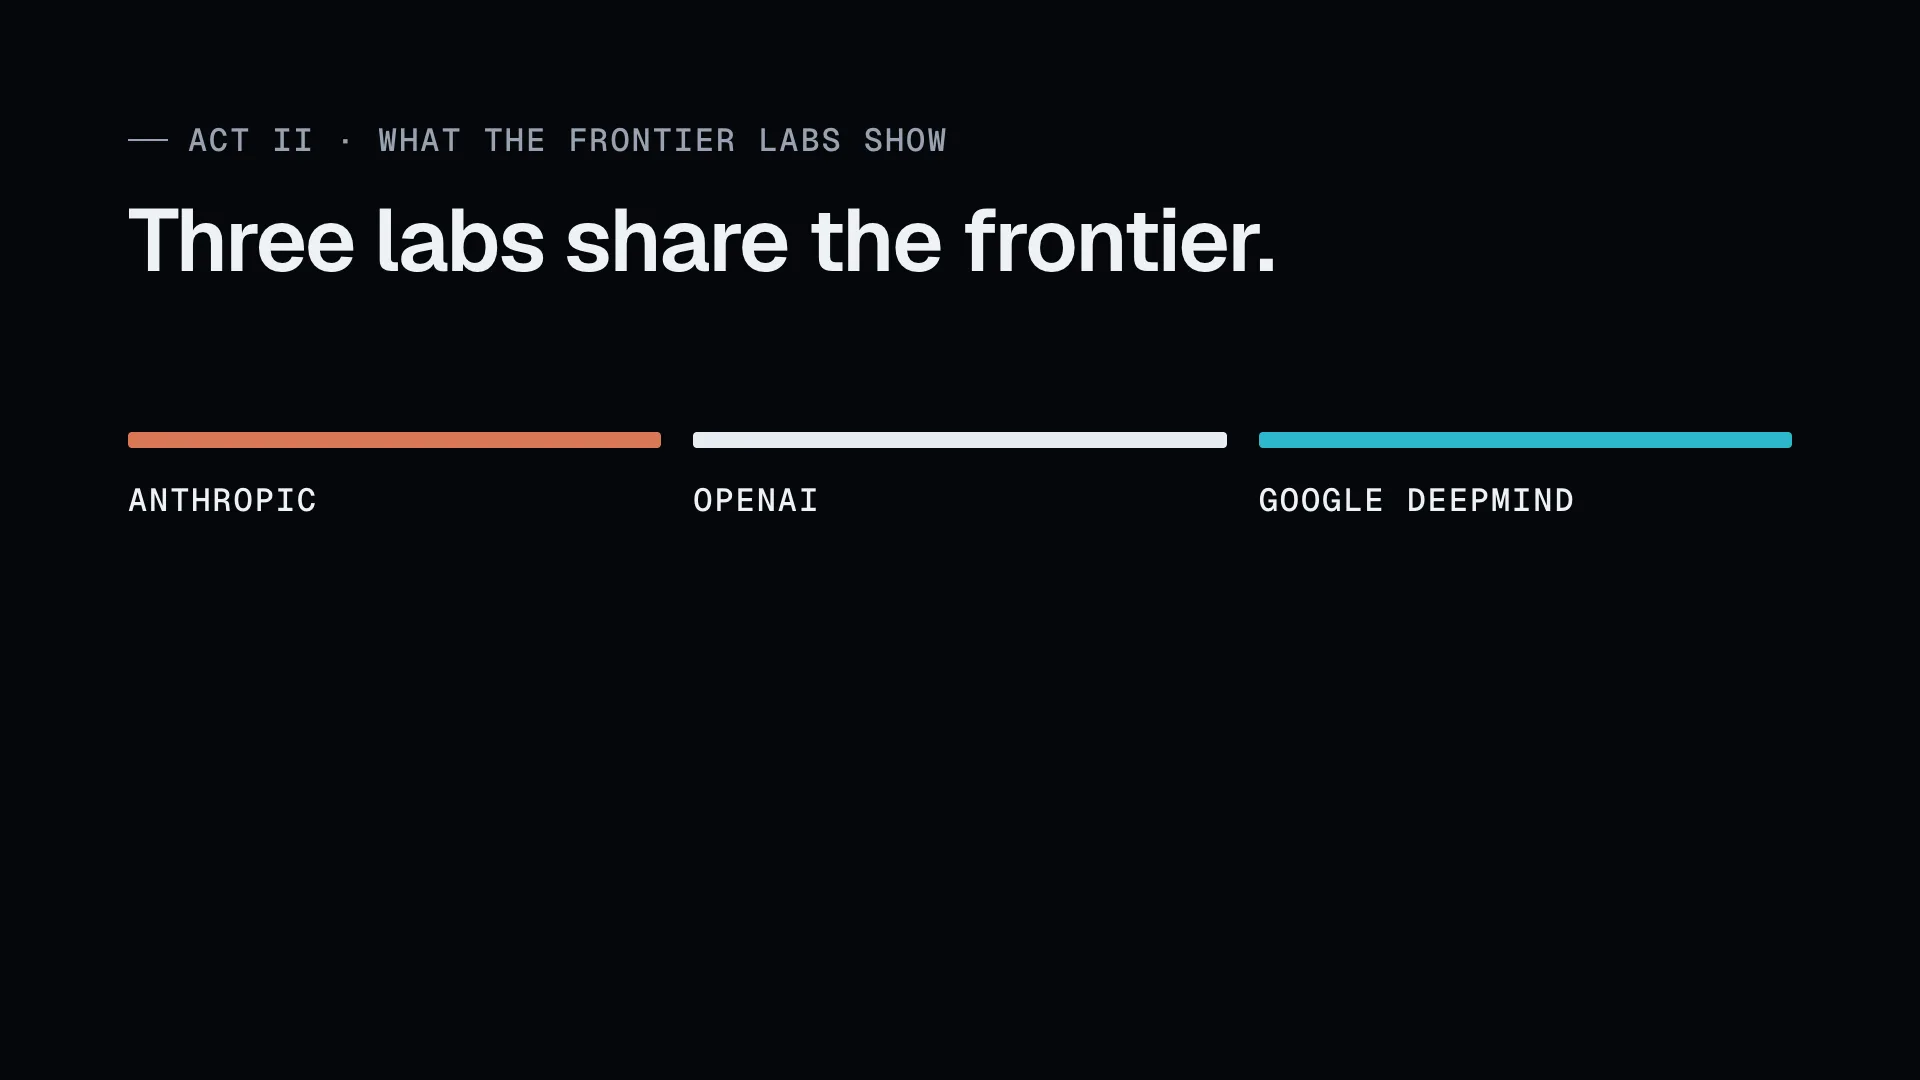 ACT II · WHAT THE FRONTIER LABS SHOW
Three labs share the frontier.
ANTHROPIC
OPENAI
GOOGLE DEEPMIND